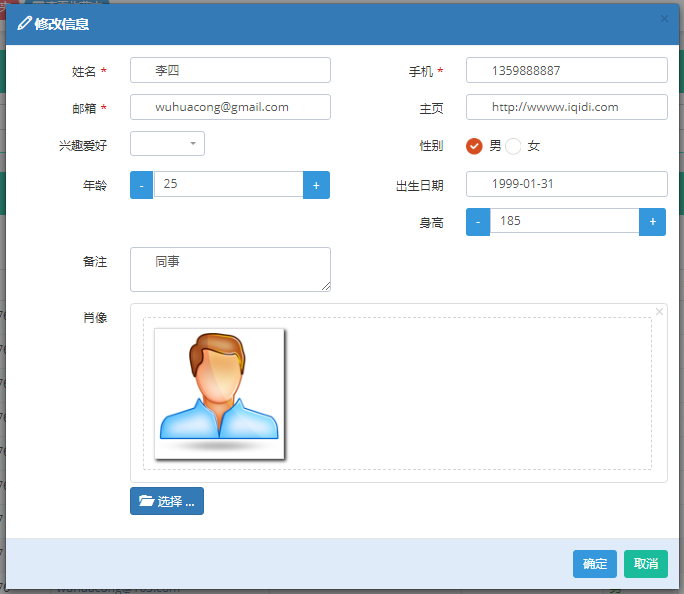 修改信息
×
姓名 * 李四 手机 * 1359888887
邮箱 * wuhuacong@gmail.com 主页 http://wwww.iqidi.com
兴趣爱好 性别 男 女
年龄 - 25 + 出生日期 1999-01-31
身高 - 185 +
备注 同事
肖像
×
选择 ...
确定 取消